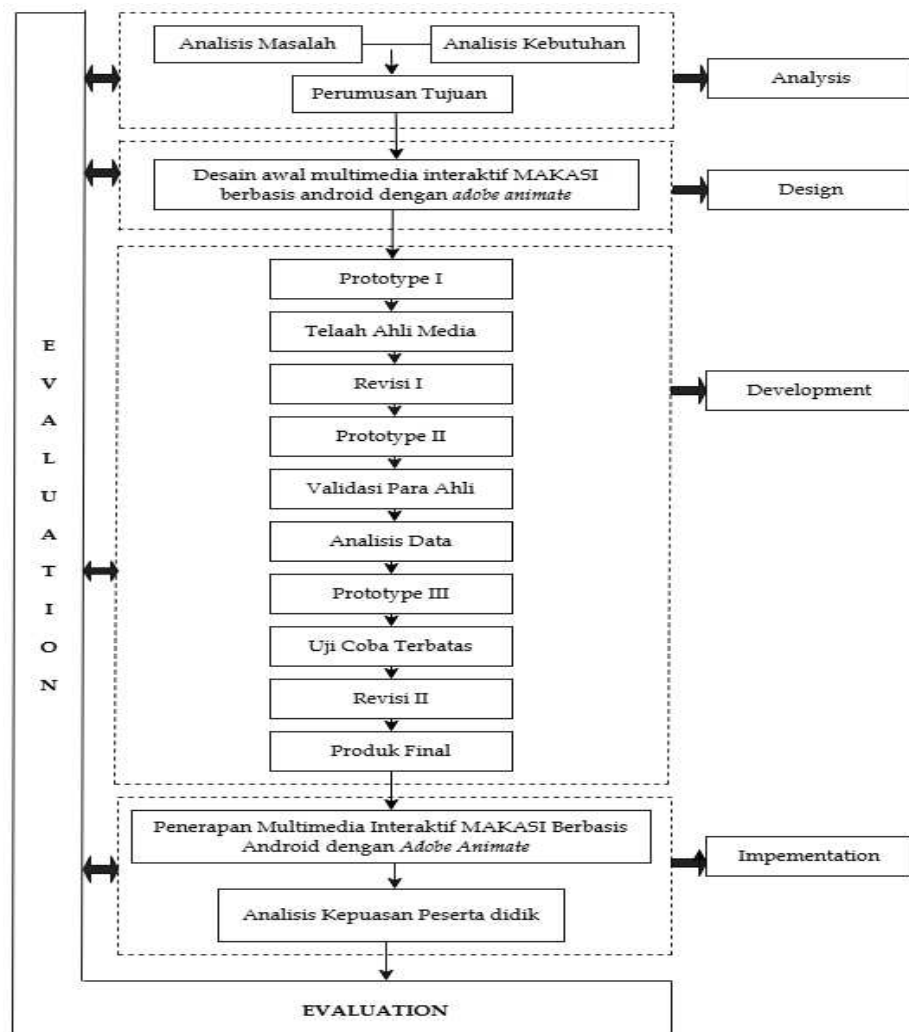 Analisis Masalah
Analisis Kebutuhan
Perumusan Tujuan
Analysis
Desain awal multimedia interaktif MAKASI
berbasis android dengan adobe animate
Design
Prototype I
Telaah Ahli Media
Revisi I
Prototype II
Validasi Para Ahli
Analisis Data
Prototype III
Uji Coba Terbatas
Revisi II
Produk Final
Development
E
V
A
L
U
A
T
I
O
N
Penerapan Multimedia Interaktif MAKASI Berbasis
Android dengan Adobe Animate
Analisis Kepuasan Peserta didik
Impementation
EVALUATION